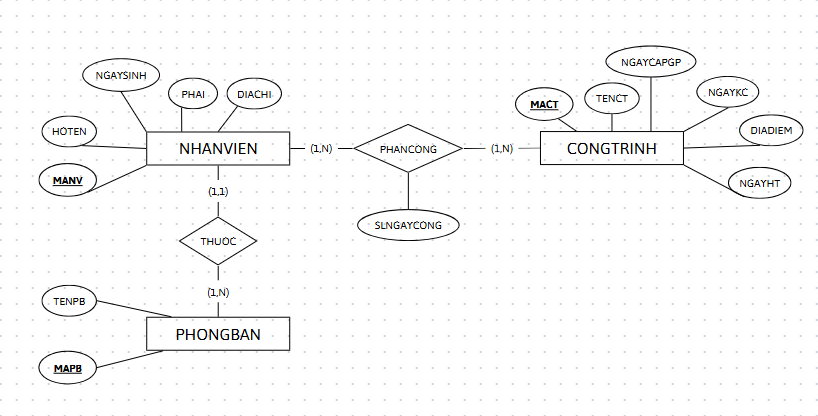 NGAYCAPGP
NGAYSINH
PHAI
DIACHI
MACT
TENCT
NGAYKC
HOTEN
DIADIEM
NHANVIEN
(1,N)
PHANCONG
(1,N)
CONGTRINH
MANV
NGAYHT
(1,1)
SLNGAYCONG
THUOC
(1,N)
TENPB
PHONGBAN
MAPB